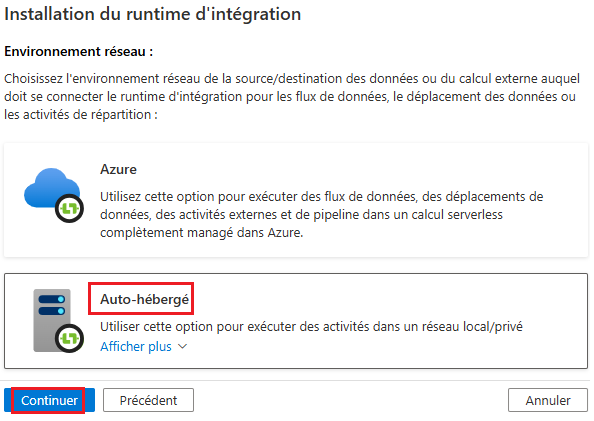 Installation du runtime d'intégration
Environnement réseau :
Choisissez l'environnement réseau de la source/destination des données ou du calcul externe auquel
doit se connecter le runtime d'intégration pour les flux de données, le déplacement des données ou
les activités de répartition :
Azure
Utilisez cette option pour exécuter des flux de données, des déplacements de
données, des activités externes et de pipeline dans un calcul serverless
complètement managé dans Azure.
Auto-hébergé
Utiliser cette option pour exécuter des activités dans un réseau local/privé
Afficher plus
Continuer
Précédent
Annuler